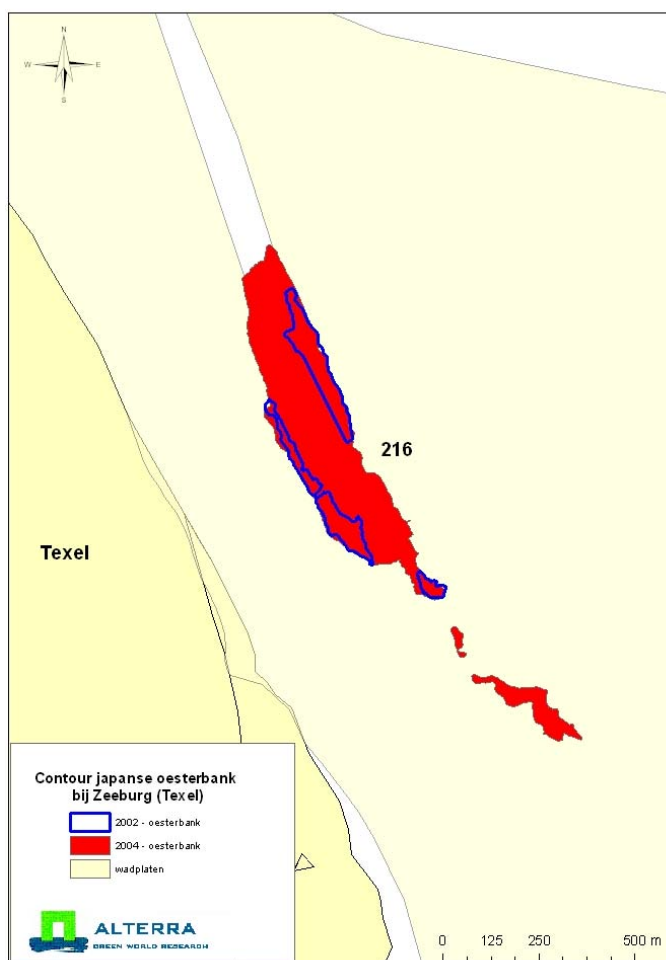 N
W E
S
216
Texel
Contour japanse oesterbank
bij Zeeburg (Texel)
2002 - oesterbank
2004 - oesterbank
wadplaten
ALTERRA
GREEN WORLD RESEARCH
0 125 250 500 m